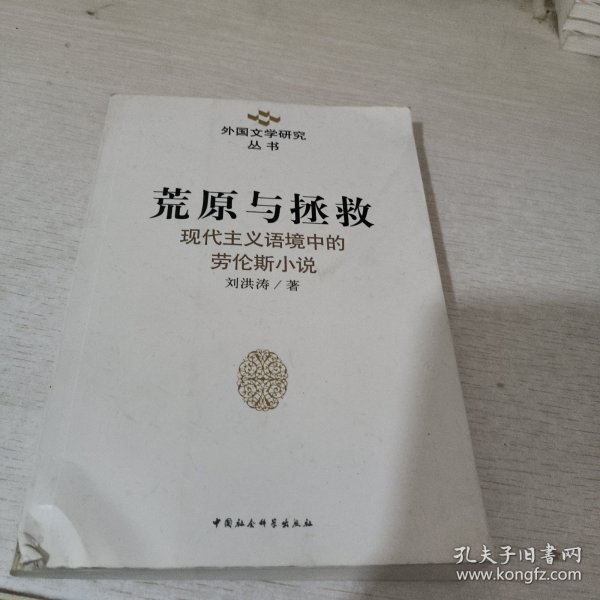 外国文学研究
丛书
荒原与拯救
现代主义语境中的
劳伦斯小说
刘洪涛／著
中国社会科学出版社
孔夫子旧书网
www.kongfz.com